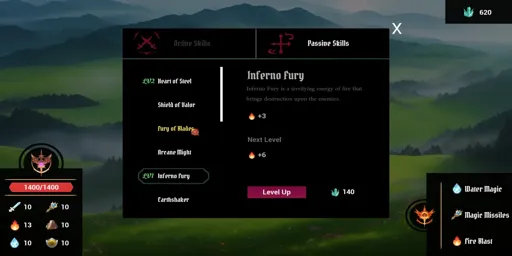 620
X
Active Skills
Passive Skills
LV2 Heart of Steel
Shield of Valor
Fury of Blades
Arcane Might
LV1 Inferno Fury
Earthshaker
Inferno Fury
Inferno Fury is a terrifying energy of fire that
brings destruction upon the enemies.
+3
Next Level
+6
Level Up
140
1400/1400
10
10
13
10
10
10
Water Magic
Magic Missiles
Fire Blast